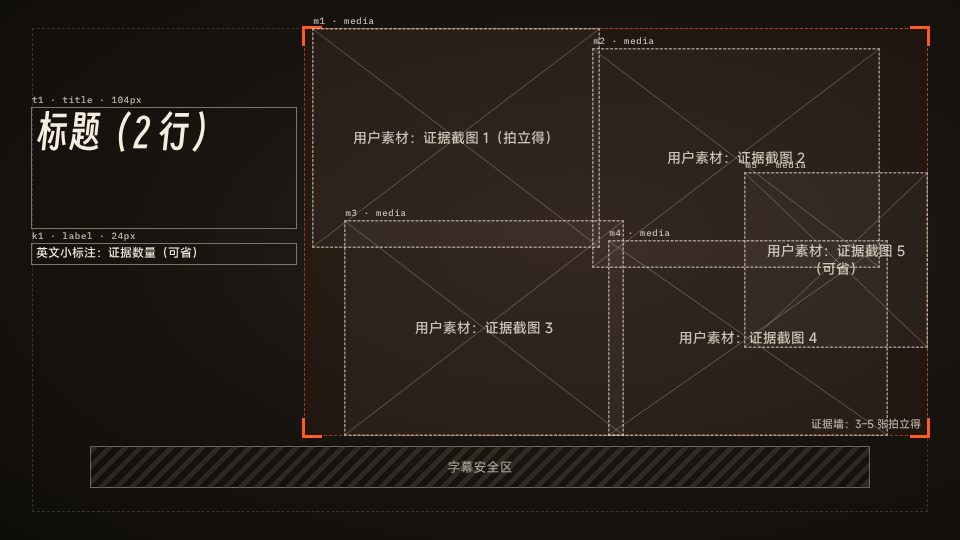 m1 · media
m2 · media
t1 · title · 104px
标题（2 行）
用户素材：证据截图 1（拍立得）
用户素材：证据截图 2
m5 · media
m3 · media
k1 · label · 24px
m4 · media
英文小标注：证据数量（可省）
用户素材：证据截图 5
（可省）
用户素材：证据截图 3
用户素材：证据截图 4
证据墙：3–5 张拍立得
字幕安全区